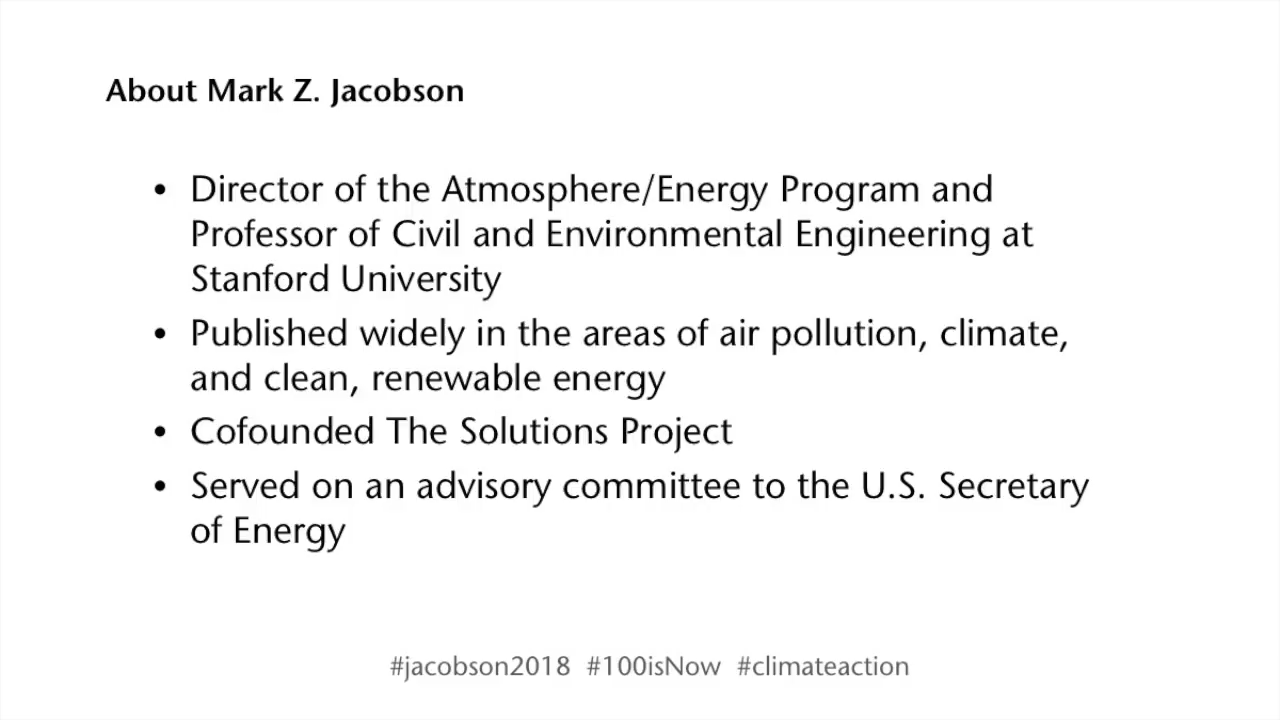 About Mark Z. Jacobson
• Director of the Atmosphere/Energy Program and
Professor of Civil and Environmental Engineering at
Stanford University
• Published widely in the areas of air pollution, climate,
and clean, renewable energy
• Cofounded The Solutions Project
• Served on an advisory committee to the U.S. Secretary
of Energy
#jacobson2018 #100isNow #climateaction